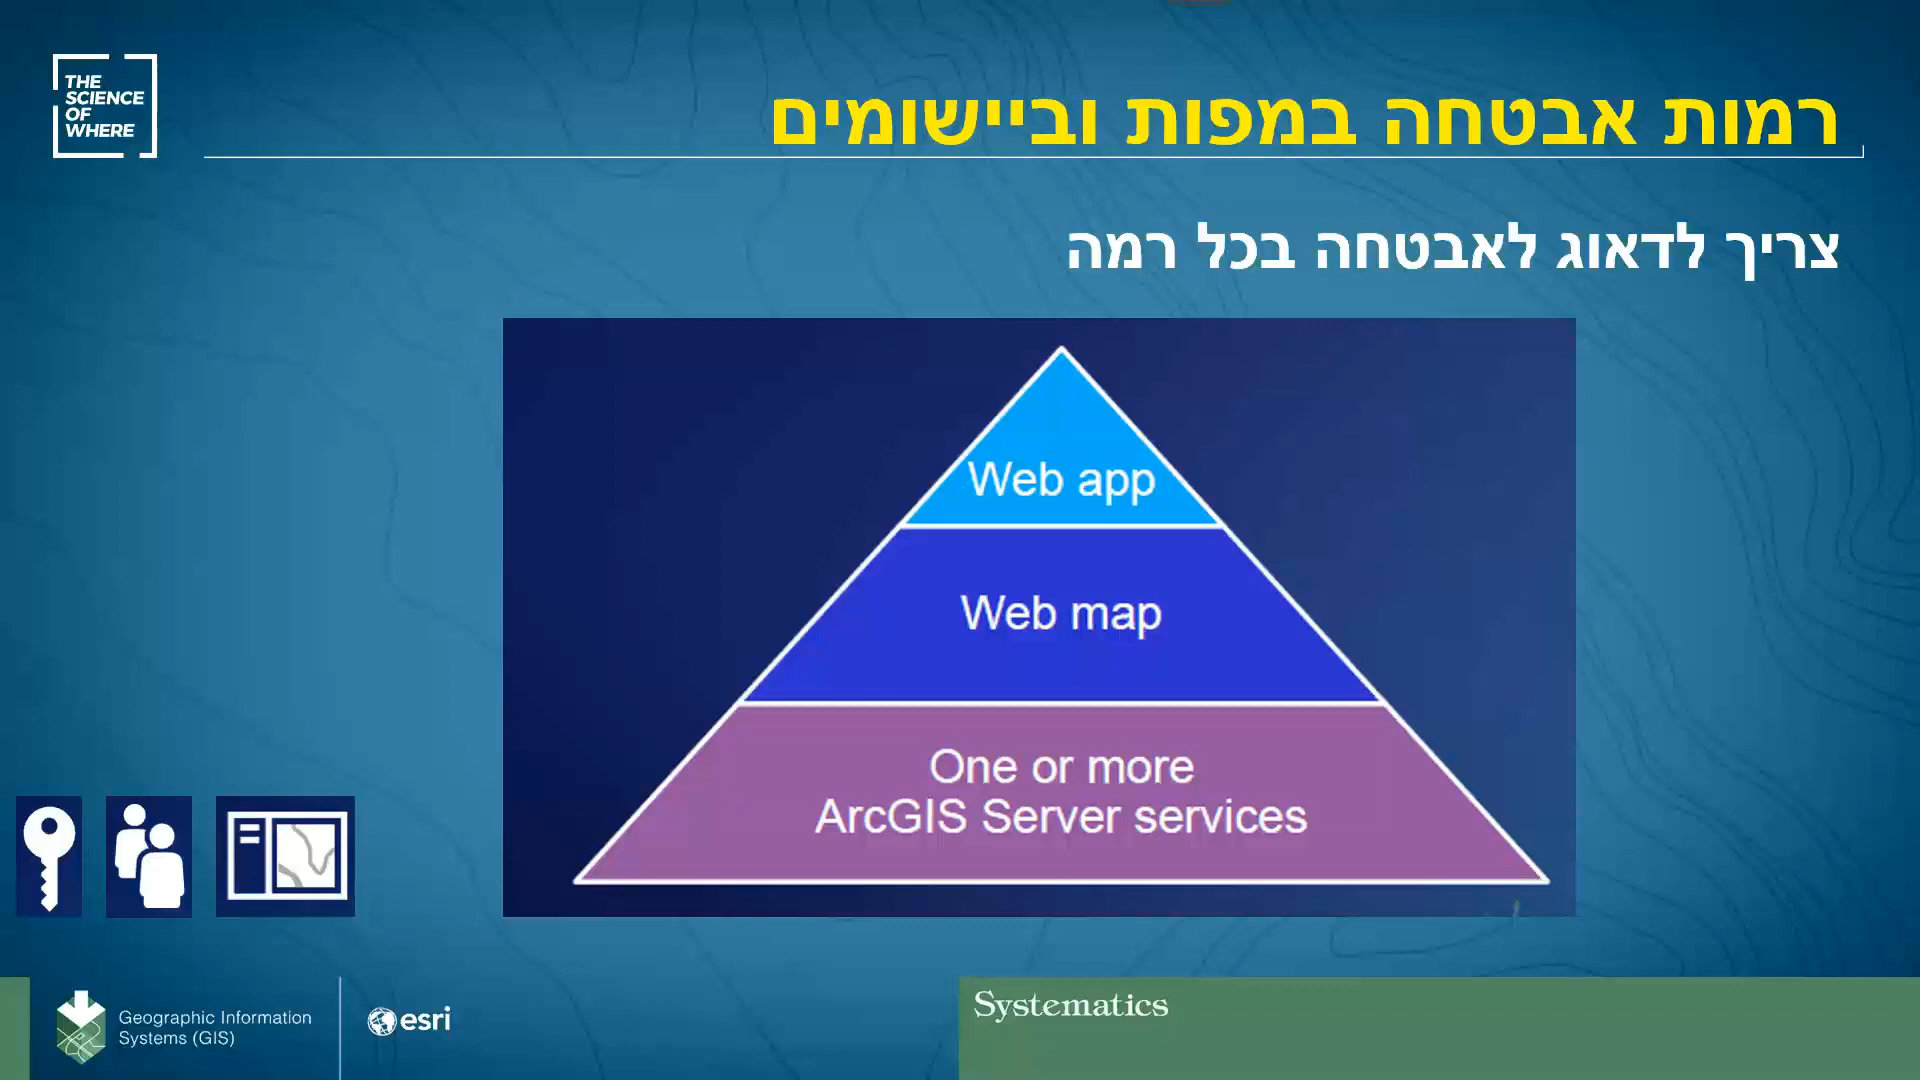 THE
SCIENCE
OF
WHERE
רמות אבטחה במפות וביישומים
צריך לדאוג לאבטחה בכל רמה
Web app
Web map
One or more
ArcGIS Server services
Geographic Information
Systems (GIS)
esri
Systematics